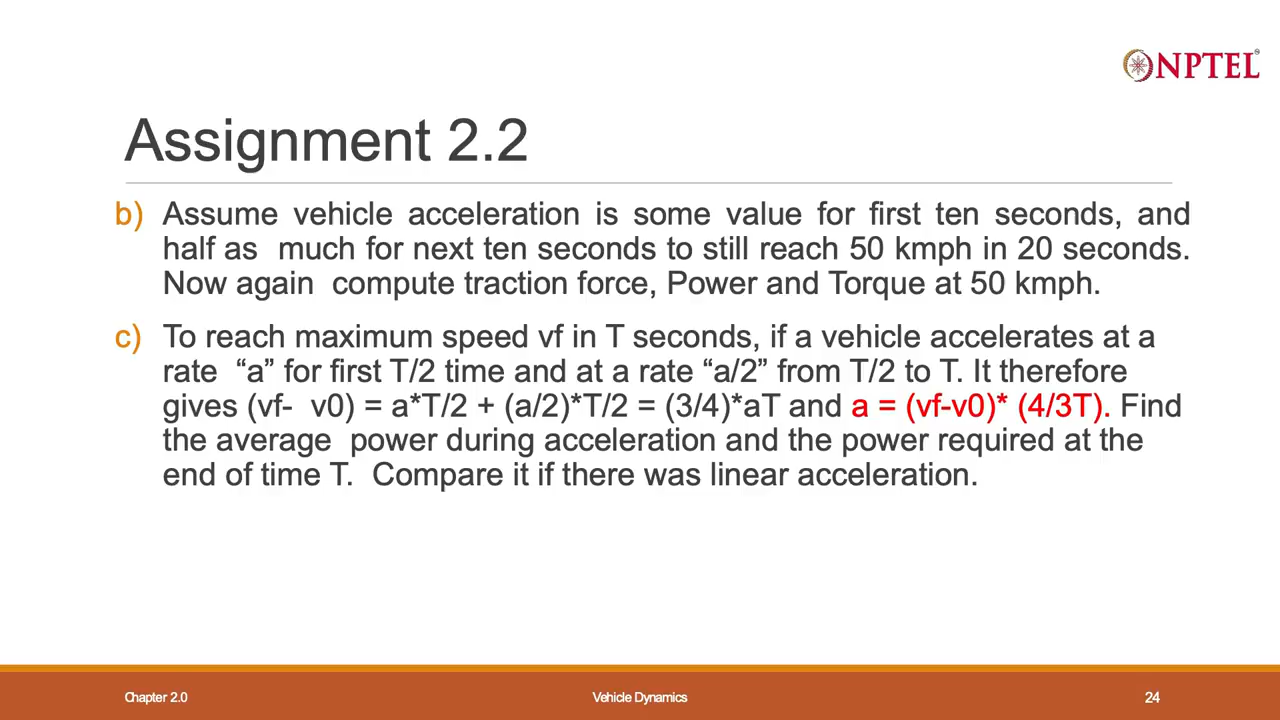 NPTEL
Assignment 2.2
b) Assume vehicle acceleration is some value for first ten seconds, and
half as much for next ten seconds to still reach 50 kmph in 20 seconds.
Now again compute traction force, Power and Torque at 50 kmph.
c) To reach maximum speed vf in T seconds, if a vehicle accelerates at a
rate “a” for first T/2 time and at a rate “a/2” from T/2 to T. It therefore
gives (vf- v0) = a*T/2 + (a/2)*T/2 = (3/4)*aT and a = (vf-v0)* (4/3T). Find
the average power during acceleration and the power required at the
end of time T. Compare it if there was linear acceleration.
Chapter 2.0 Vehicle Dynamics 24